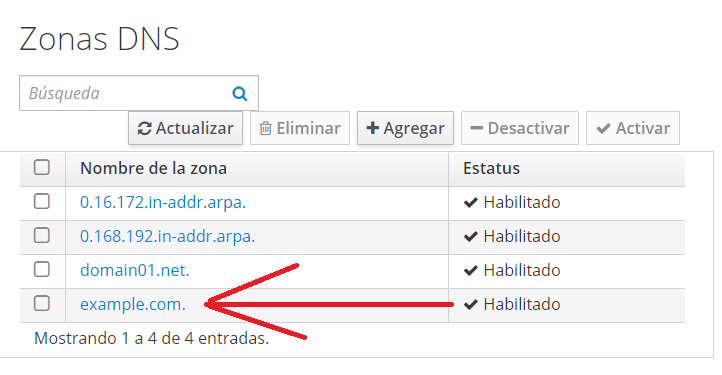 Zonas DNS
Búsqueda
Actualizar Eliminar Agregar Desactivar Activar
Nombre de la zona Estatus
0.16.172.in-addr.arpa. Habilitado
0.168.192.in-addr.arpa. Habilitado
domain01.net. Habilitado
example.com. Habilitado
Mostrando 1 a 4 de 4 entradas.